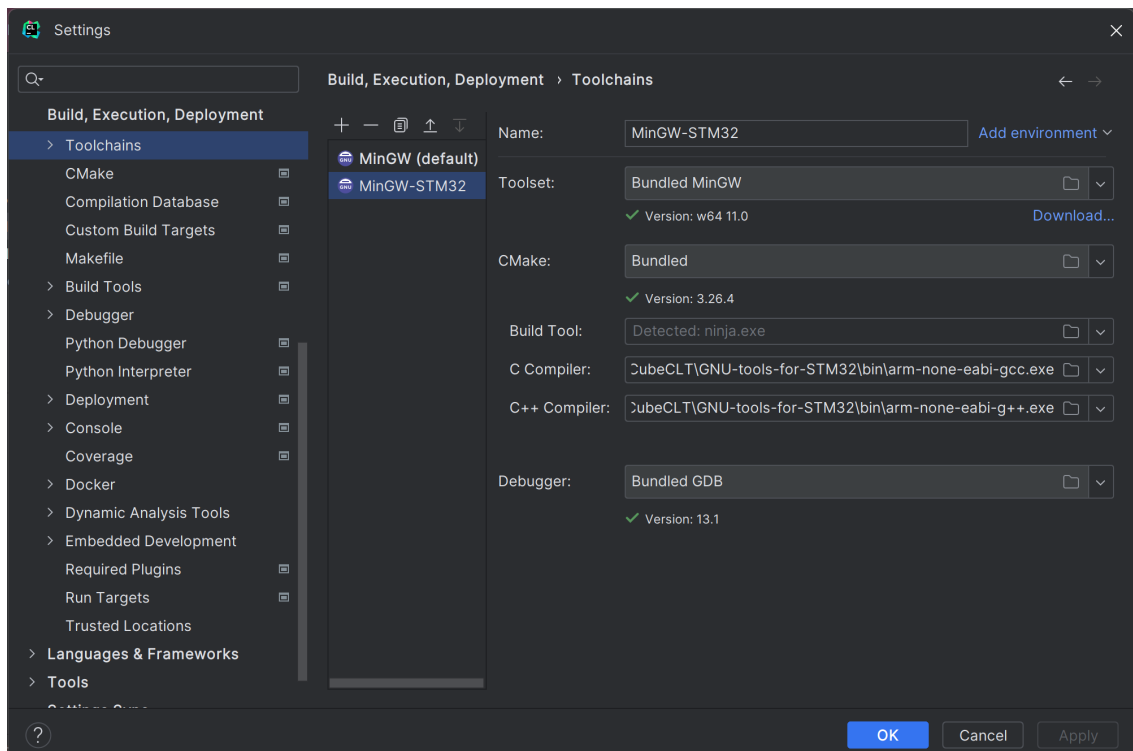 Settings
Build, Execution, Deployment
Toolchains
CMake
Compilation Database
Custom Build Targets
Makefile
Build Tools
Debugger
Python Debugger
Python Interpreter
Deployment
Console
Coverage
Docker
Dynamic Analysis Tools
Embedded Development
Required Plugins
Run Targets
Trusted Locations
Languages & Frameworks
Tools
Build, Execution, Deployment › Toolchains
MinGW (default)
MinGW-STM32
Name: MinGW-STM32 Add environment
Toolset: Bundled MinGW
Version: w64 11.0 Download...
CMake: Bundled
Version: 3.26.4
Build Tool: Detected: ninja.exe
C Compiler: CubeCLT\GNU-tools-for-STM32\bin\arm-none-eabi-gcc.exe
C++ Compiler: CubeCLT\GNU-tools-for-STM32\bin\arm-none-eabi-g++.exe
Debugger: Bundled GDB
Version: 13.1
? OK Cancel Apply